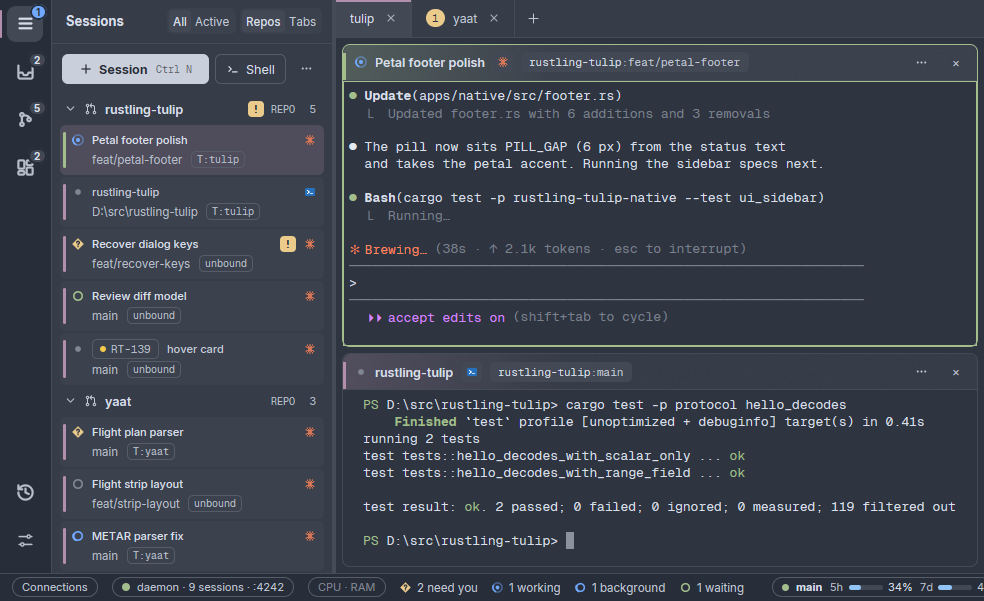 1
2
5
2
Sessions
All Active Repos Tabs
+ Session Ctrl N
>_ Shell
···
rustling-tulip ! REPO 5
Petal footer polish
feat/petal-footer T:tulip
rustling-tulip
D:\src\rustling-tulip T:tulip
Recover dialog keys !
feat/recover-keys unbound
Review diff model
main unbound
RT-139 hover card
main unbound
yaat REPO 3
Flight plan parser
main T:yaat
Flight strip layout
feat/strip-layout unbound
METAR parser fix
main T:yaat
tulip × 1 yaat × +
Petal footer polish rustling-tulip:feat/petal-footer ··· ×
● Update(apps/native/src/footer.rs)
└ Updated footer.rs with 6 additions and 3 removals
● The pill now sits PILL_GAP (6 px) from the status text
and takes the petal accent. Running the sidebar specs next.
● Bash(cargo test -p rustling-tulip-native --test ui_sidebar)
└ Running…
✻ Brewing… (38s · ↑ 2.1k tokens · esc to interrupt)
>
⏵⏵ accept edits on (shift+tab to cycle)
rustling-tulip rustling-tulip:main ··· ×
PS D:\src\rustling-tulip> cargo test -p protocol hello_decodes
Finished `test` profile [unoptimized + debuginfo] target(s) in 0.41s
running 2 tests
test tests::hello_decodes_with_scalar_only ... ok
test tests::hello_decodes_with_range_field ... ok
test result: ok. 2 passed; 0 failed; 0 ignored; 0 measured; 119 filtered out
PS D:\src\rustling-tulip>
Connections
daemon · 9 sessions · :4242
CPU · RAM
2 need you
1 working
1 background
1 waiting
main 5h 34% 7d 4